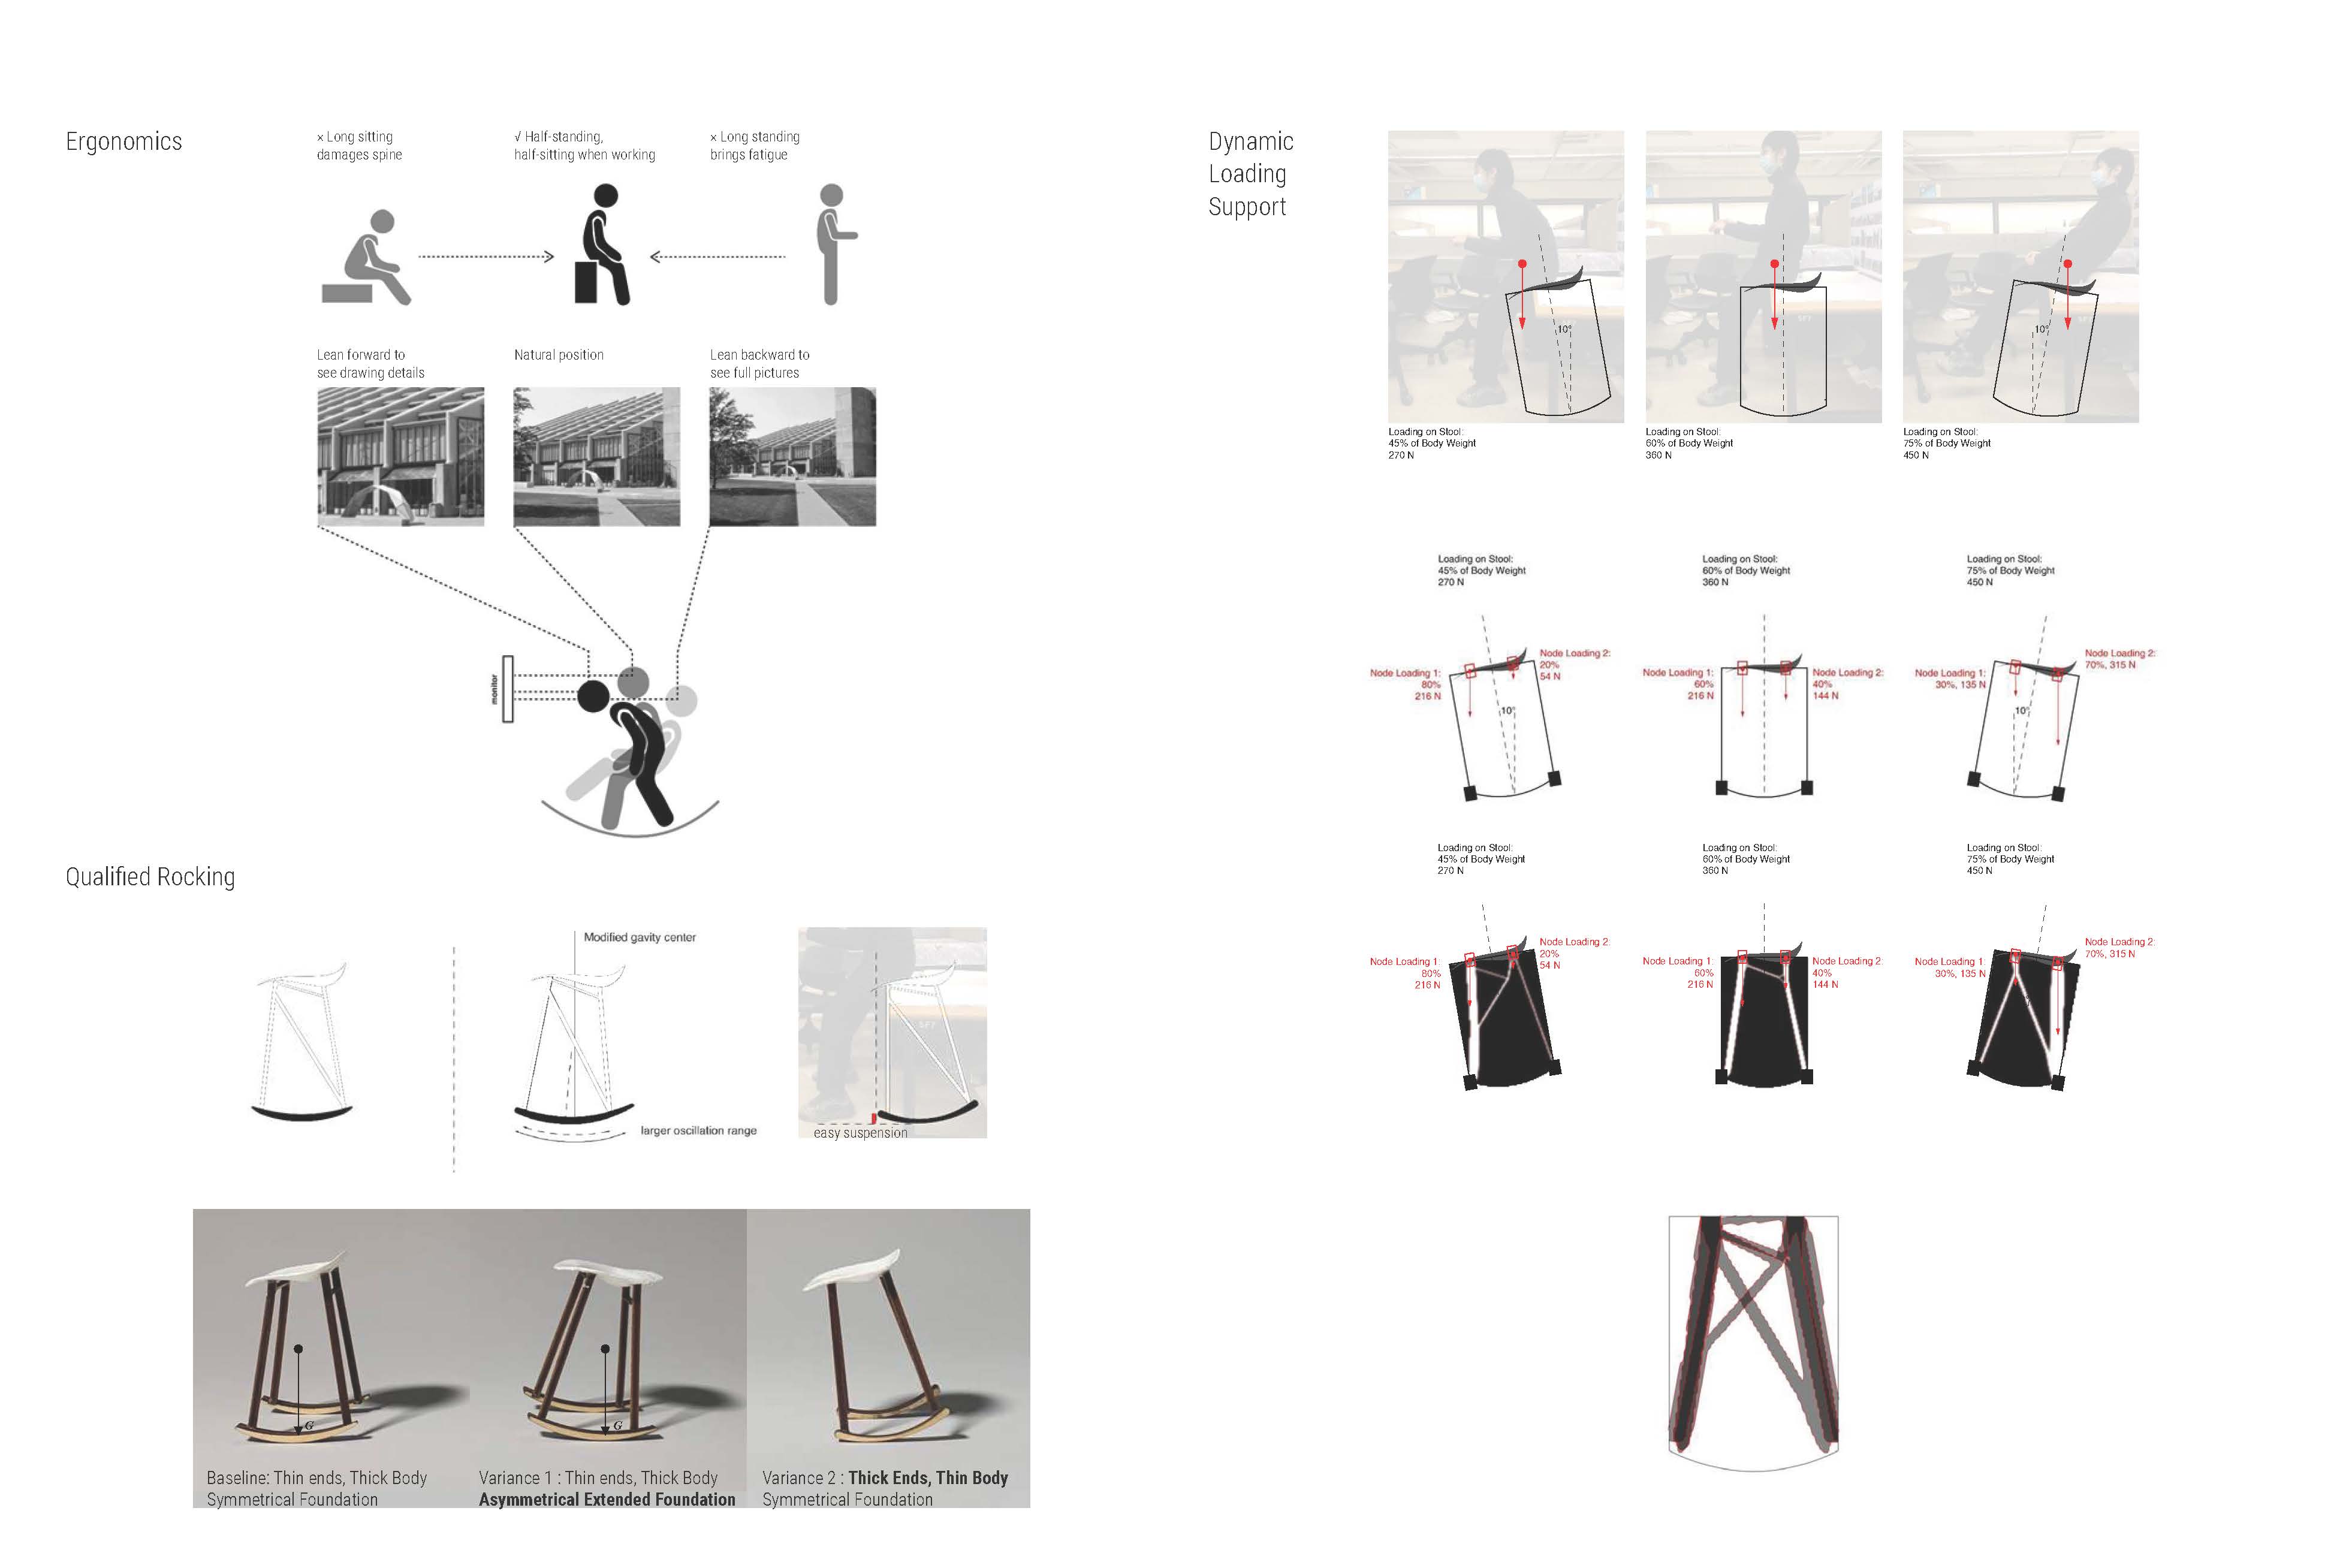 Ergonomics
× Long sitting
damages spine
√ Half-standing,
half-sitting when working
× Long standing
brings fatigue
Lean forward to
see drawing details
Natural position
Lean backward to
see full pictures
monitor
Qualified Rocking
Modified gavity center
larger oscillation range
SF7
easy suspension
G
G
Baseline: Thin ends, Thick Body
Symmetrical Foundation
Variance 1 : Thin ends, Thick Body
Asymmetrical Extended Foundation
Variance 2 : Thick Ends, Thin Body
Symmetrical Foundation
Dynamic
Loading
Support
10°
SF7
10°
Loading on Stool:
45% of Body Weight
270 N
Loading on Stool:
60% of Body Weight
360 N
Loading on Stool:
75% of Body Weight
450 N
Loading on Stool:
45% of Body Weight
270 N
Loading on Stool:
60% of Body Weight
360 N
Loading on Stool:
75% of Body Weight
450 N
Node Loading 1:
80%
216 N
Node Loading 2:
20%
54 N
10°
Node Loading 1:
60%
216 N
Node Loading 2:
40%
144 N
Node Loading 1:
30%, 135 N
Node Loading 2:
70%, 315 N
10°
Loading on Stool:
45% of Body Weight
270 N
Loading on Stool:
60% of Body Weight
360 N
Loading on Stool:
75% of Body Weight
450 N
Node Loading 1:
80%
216 N
Node Loading 2:
20%
54 N
Node Loading 1:
60%
216 N
Node Loading 2:
40%
144 N
Node Loading 1:
30%, 135 N
Node Loading 2:
70%, 315 N